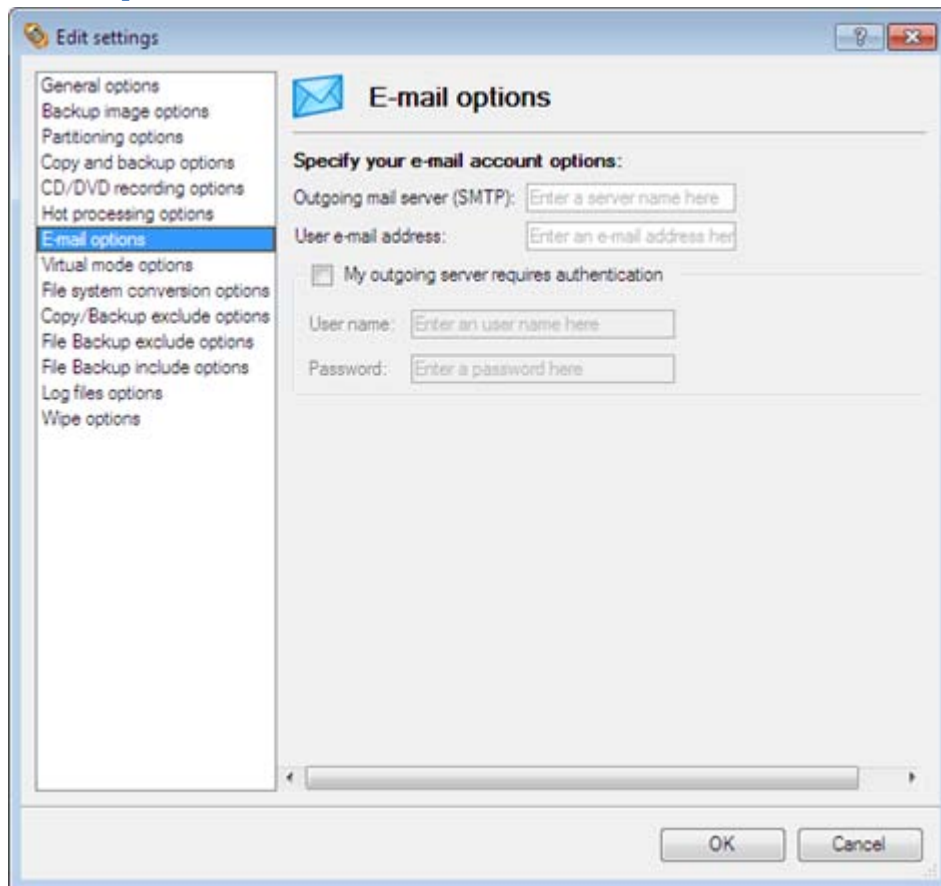 Edit settings
General options
Backup image options
Partitioning options
Copy and backup options
CD/DVD recording options
Hot processing options
E-mail options
Virtual mode options
File system conversion options
Copy/Backup exclude options
File Backup exclude options
File Backup include options
Log files options
Wipe options
E-mail options
Specify your e-mail account options:
Outgoing mail server (SMTP): Enter a server name here
User e-mail address: Enter an e-mail address her
My outgoing server requires authentication
User name: Enter an user name here
Password: Enter a password here
OK Cancel